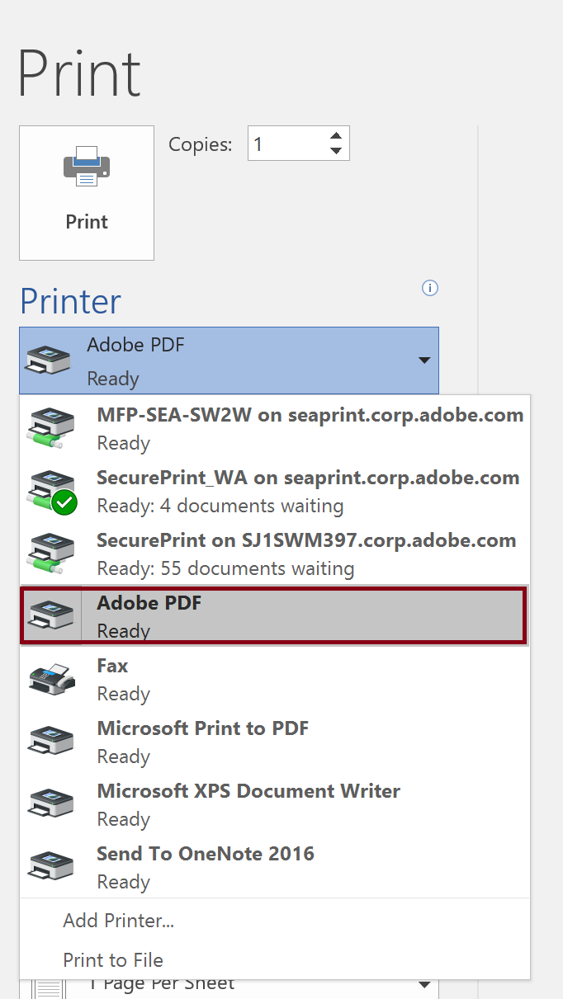 Print
Copies: 1
Print
Printer
Adobe PDF
Ready
MFP-SEA-SW2W on seaprint.corp.adobe.com
Ready
SecurePrint_WA on seaprint.corp.adobe.com
Ready: 4 documents waiting
SecurePrint on SJ1SWM397.corp.adobe.com
Ready: 55 documents waiting
Adobe PDF
Ready
Fax
Ready
Microsoft Print to PDF
Ready
Microsoft XPS Document Writer
Ready
Send To OneNote 2016
Ready
Add Printer...
Print to File
1 Page Per Sheet